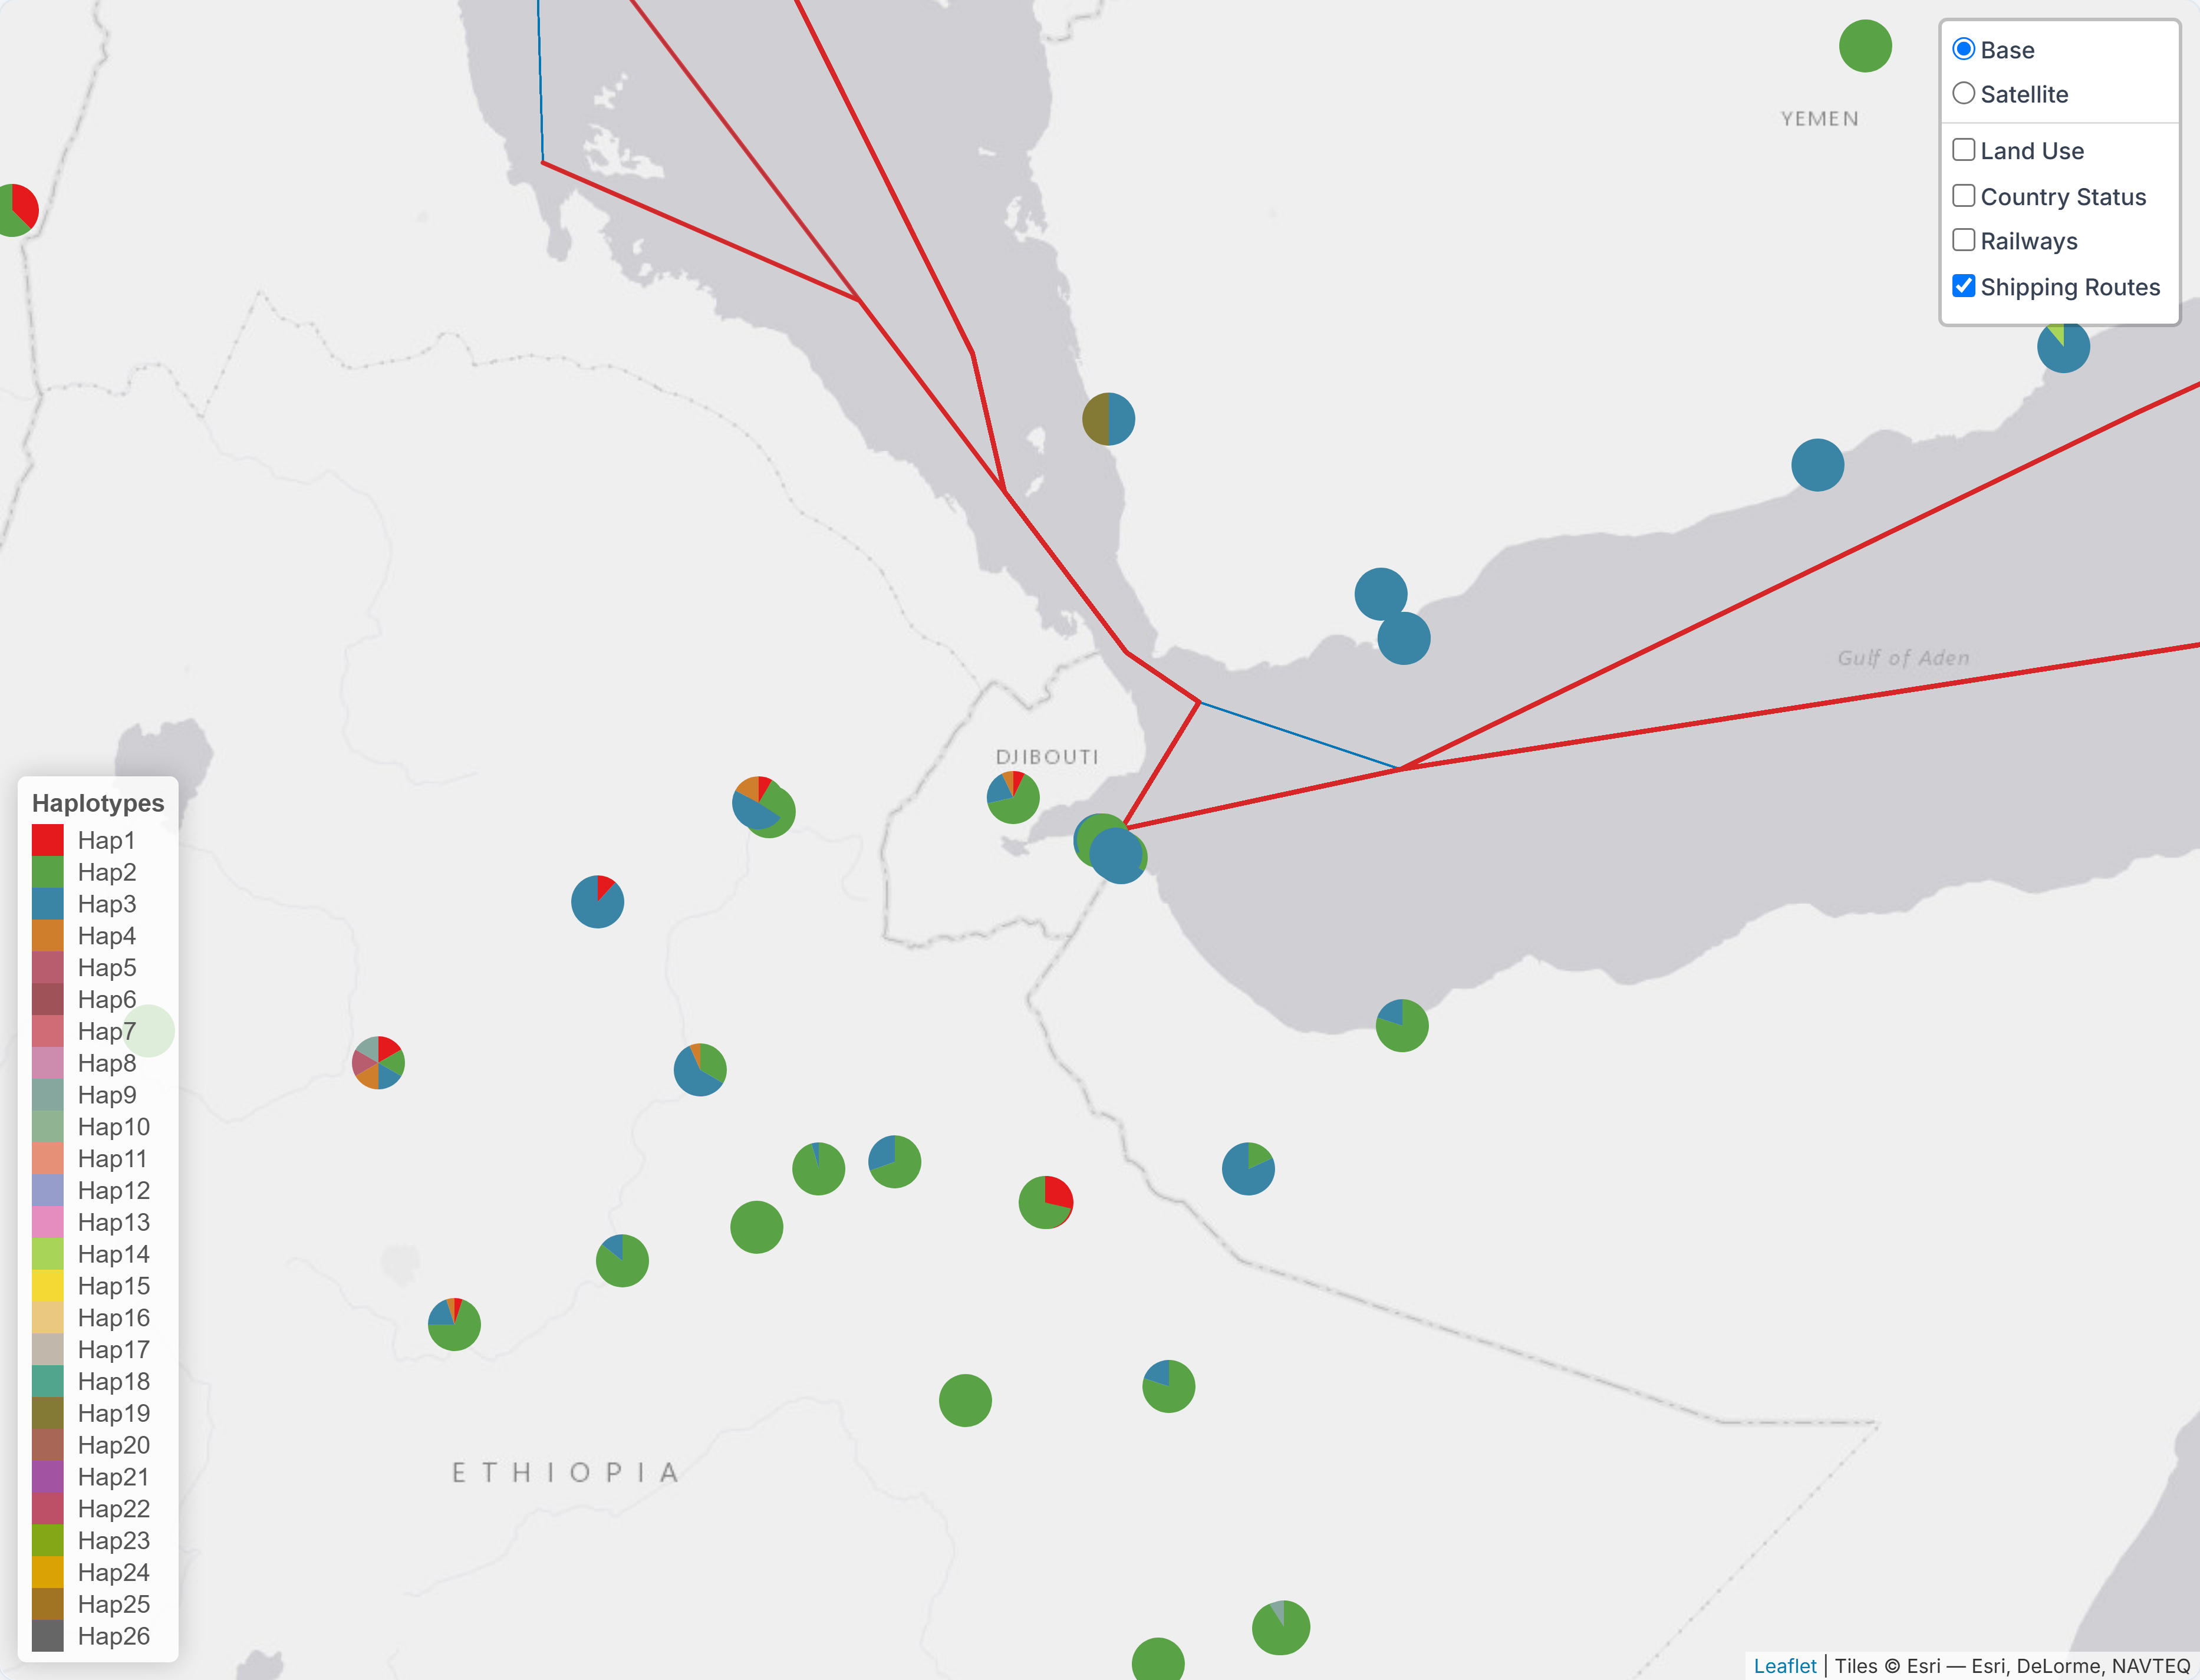 Base
Satellite
Land Use
Country Status
Railways
Shipping Routes
YEMEN
Gulf of Aden
DJIBOUTI
ETHIOPIA
Haplotypes
Hap1
Hap2
Hap3
Hap4
Hap5
Hap6
Hap7
Hap8
Hap9
Hap10
Hap11
Hap12
Hap13
Hap14
Hap15
Hap16
Hap17
Hap18
Hap19
Hap20
Hap21
Hap22
Hap23
Hap24
Hap25
Hap26
Leaflet | Tiles © Esri — Esri, DeLorme, NAVTEQ